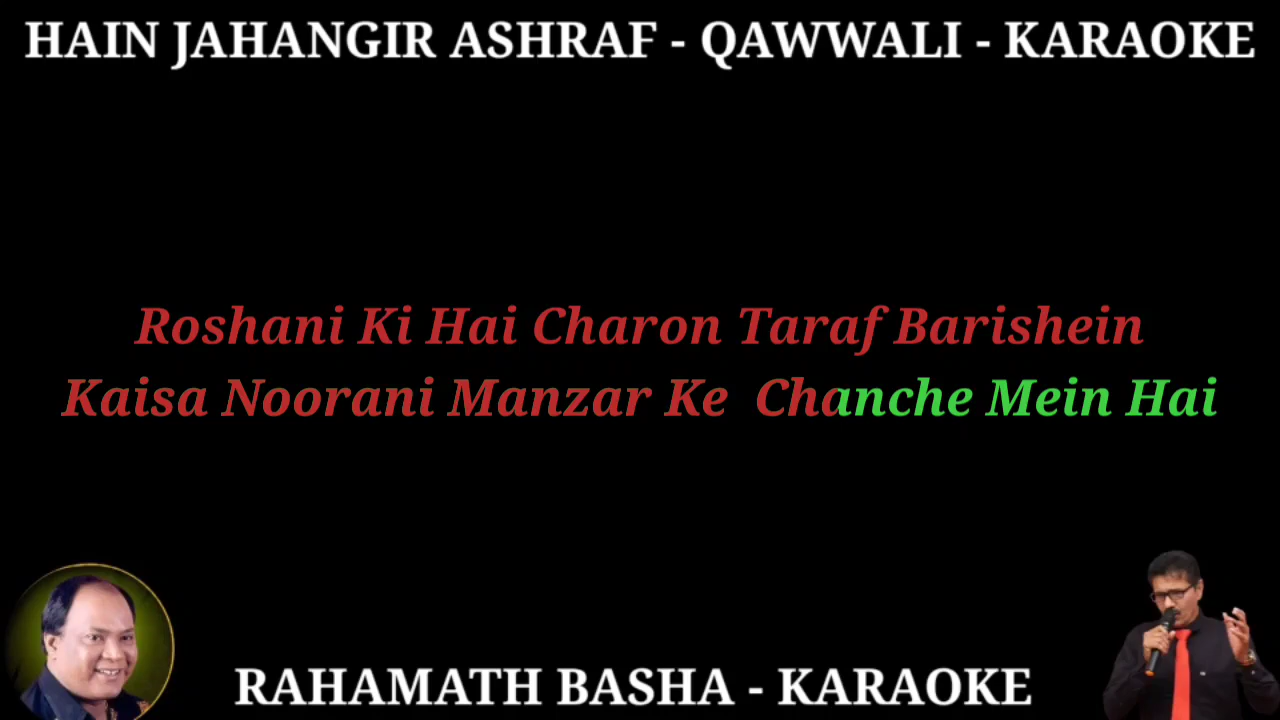 HAIN JAHANGIR ASHRAF - QAWWALI - KARAOKE
Roshani Ki Hai Charon Taraf Barishein
Kaisa Noorani Manzar Ke Chanche Mein Hai
RAHAMATH BASHA - KARAOKE